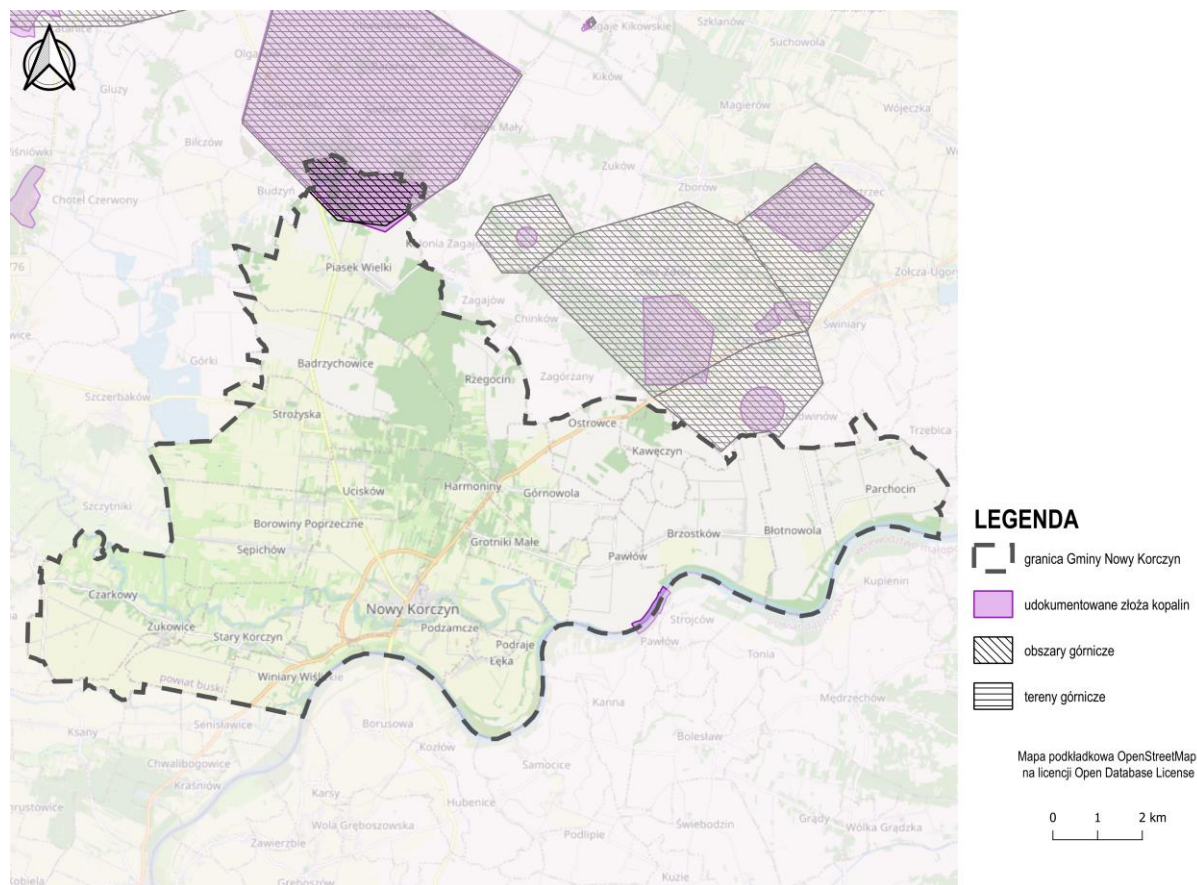 Szklanów
Suchowola
Kików
Gluzy
Magierów
Wójeczka
Bilczów
Żuków
Zborów
Budzyń
Chotel Czerwony
Piasek Wielki
Zagajów
Chinków
Świniary
Górki
Badrzychowice
Rzegocin
Zagórzany
Szczerbaków
Strożyska
Ostrowce
Kawęczyn
Trzebica
Ucisków
Harmoniny
Górnowola
Parchocin
Szczytniki
Borowiny Poprzeczne
Sępichów
Grotniki Małe
Brzostków
Błotnowola
Pawłów
Kupienin
Czarkowy
Nowy Korczyn
Żukowice
Stary Korczyn
Podzamcze
Strojców
Pawłów
Podraje
Łęka
Tonia
powiat buski
Winiary Wiślickie
Senisławice
Borusowa
Kanna
Mędrzechów
Ksany
Kozłów
Bolesław
Chwalibogowice
Samocice
Kraśniów
Karsy
Hubenice
Wola Gręboszowska
Podlipie
Świebodzin
Grądy
Wólka Grądzka
Zawierzbie
Gręboszów
Kuzie
LEGENDA
granica Gminy Nowy Korczyn
udokumentowane złoża kopalin
obszary górnicze
tereny górnicze
Mapa podkładkowa OpenStreetMap
na licencji Open Database License
0 1 2 km